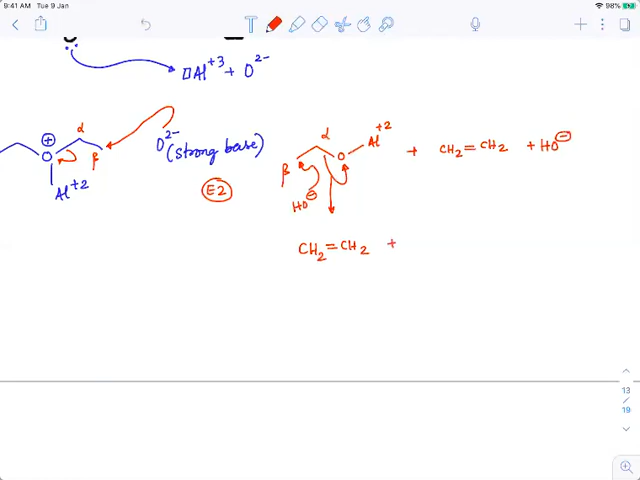 9:41 AM Tue 9 Jan
98%
▯Al+3 + O2-
⊕
α
O
β
Al+2
O2-
(strong base)
E2
α
β
O
Al+2
HO⊖
+ CH2=CH2 + HO⊖
CH2=CH2 +
13
/
19